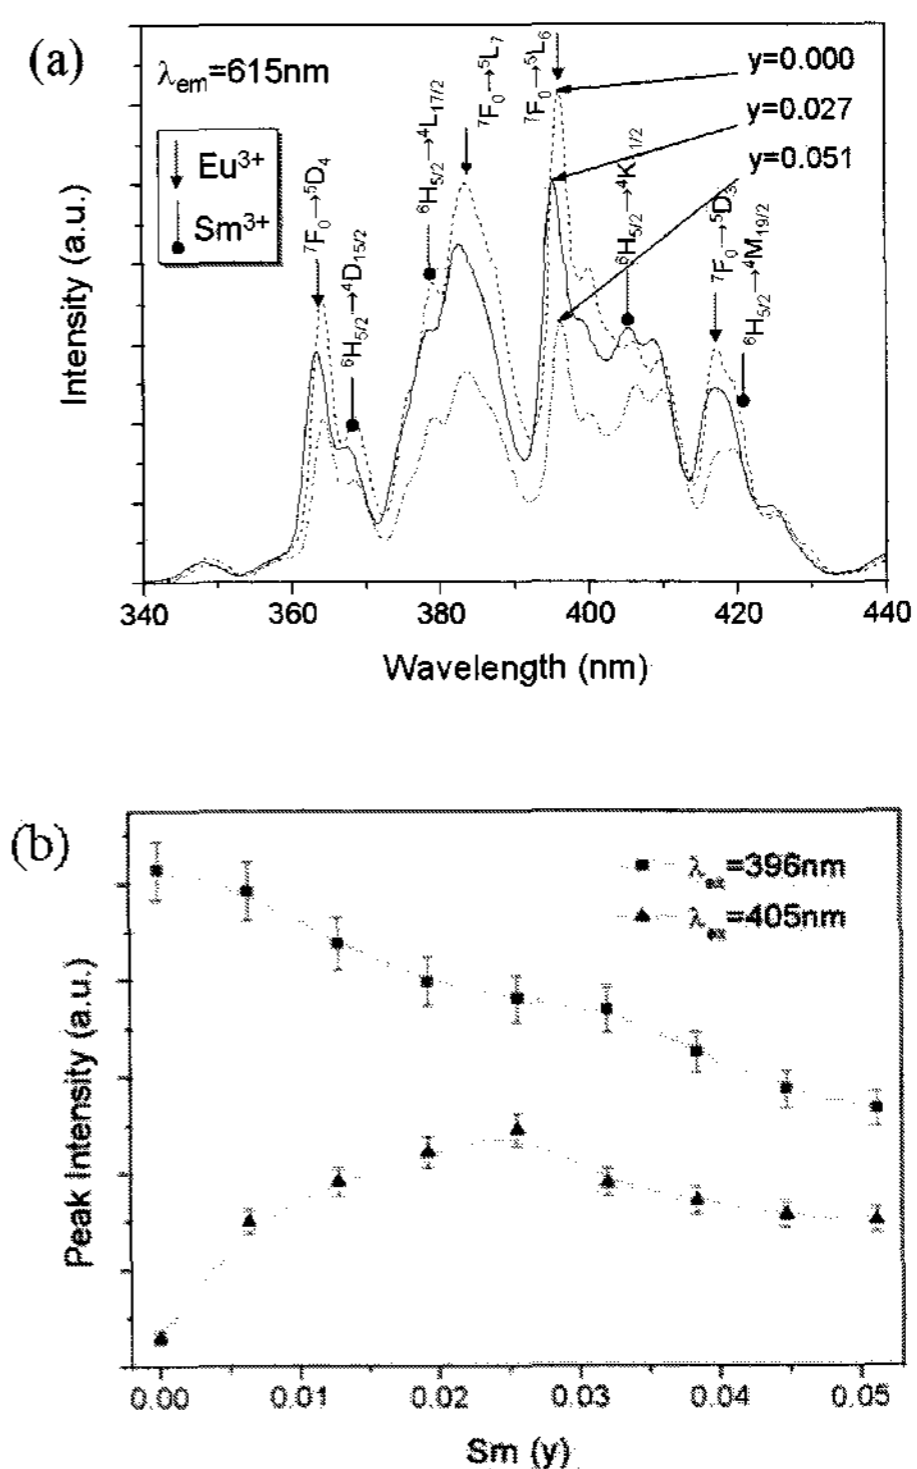 (a)
λem=615nm
Eu³⁺
Sm³⁺
⁷F₀→⁵D₄
⁶H₅/₂→⁴D₁₅/₂
⁶H₅/₂→⁴L₁₇/₂
⁷F₀→⁵L₇
⁷F₀→⁵L₆
⁶H₅/₂→⁴K₁₁/₂
⁷F₀→⁵D₃
⁶H₅/₂→⁴M₁₉/₂
y=0.000
y=0.027
y=0.051
Intensity (a.u.)
340 360 380 400 420 440
Wavelength (nm)
(b)
λex=396nm
λex=405nm
Peak Intensity (a.u.)
0.00 0.01 0.02 0.03 0.04 0.05
Sm (y)